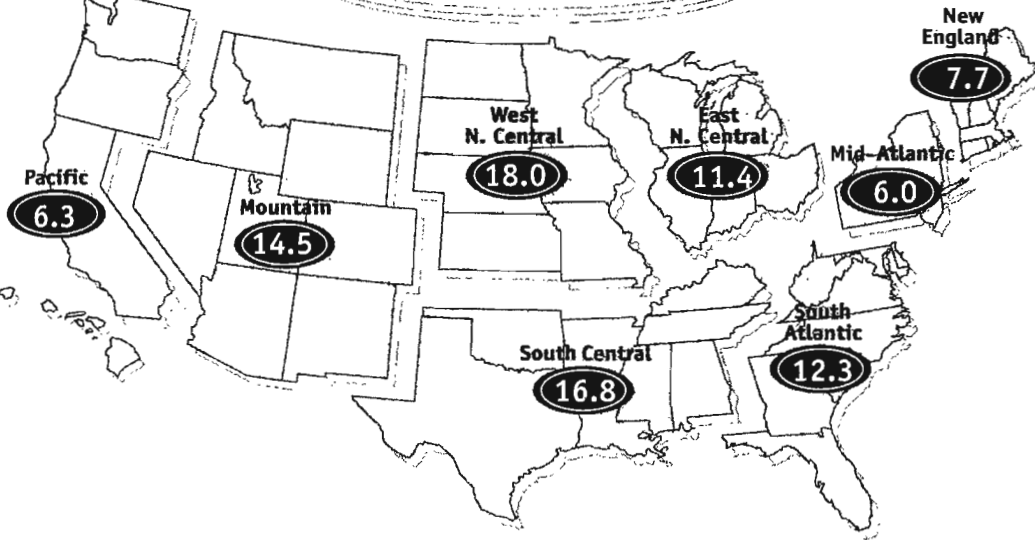 New
England
7.7
West
N. Central
18.0
East
N. Central
11.4
Mid-Atlantic
6.0
Pacific
6.3
Mountain
14.5
South Central
16.8
South
Atlantic
12.3